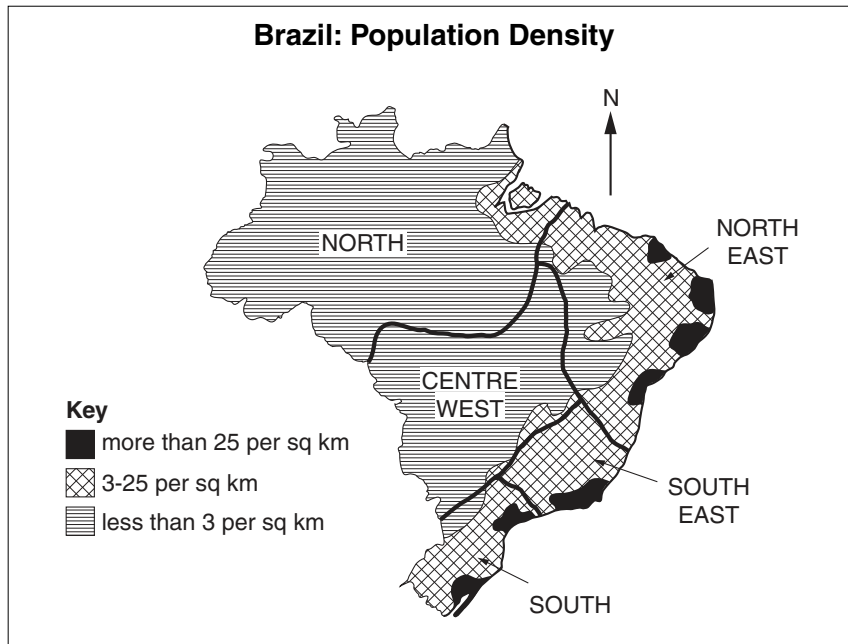 Brazil: Population Density
N
NORTH
NORTH
EAST
CENTRE
WEST
Key
more than 25 per sq km
3-25 per sq km
less than 3 per sq km
SOUTH
EAST
SOUTH